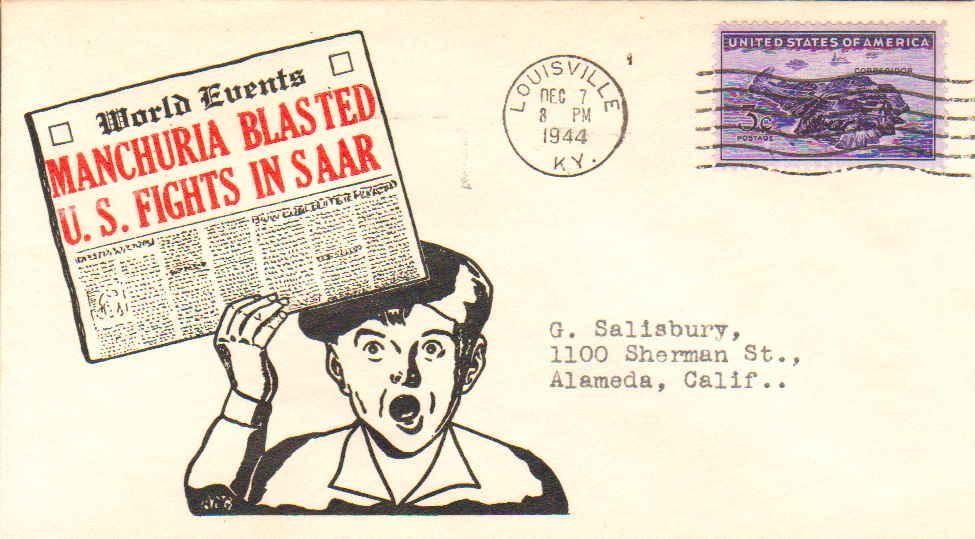 World Events
MANCHURIA BLASTED
U. S. FIGHTS IN SAAR
LOUISVILLE
DEC 7
8 PM
1944
KY.
UNITED STATES OF AMERICA
CORREGIDOR
3c
POSTAGE
G. Salisbury,
1100 Sherman St.,
Alameda, Calif..